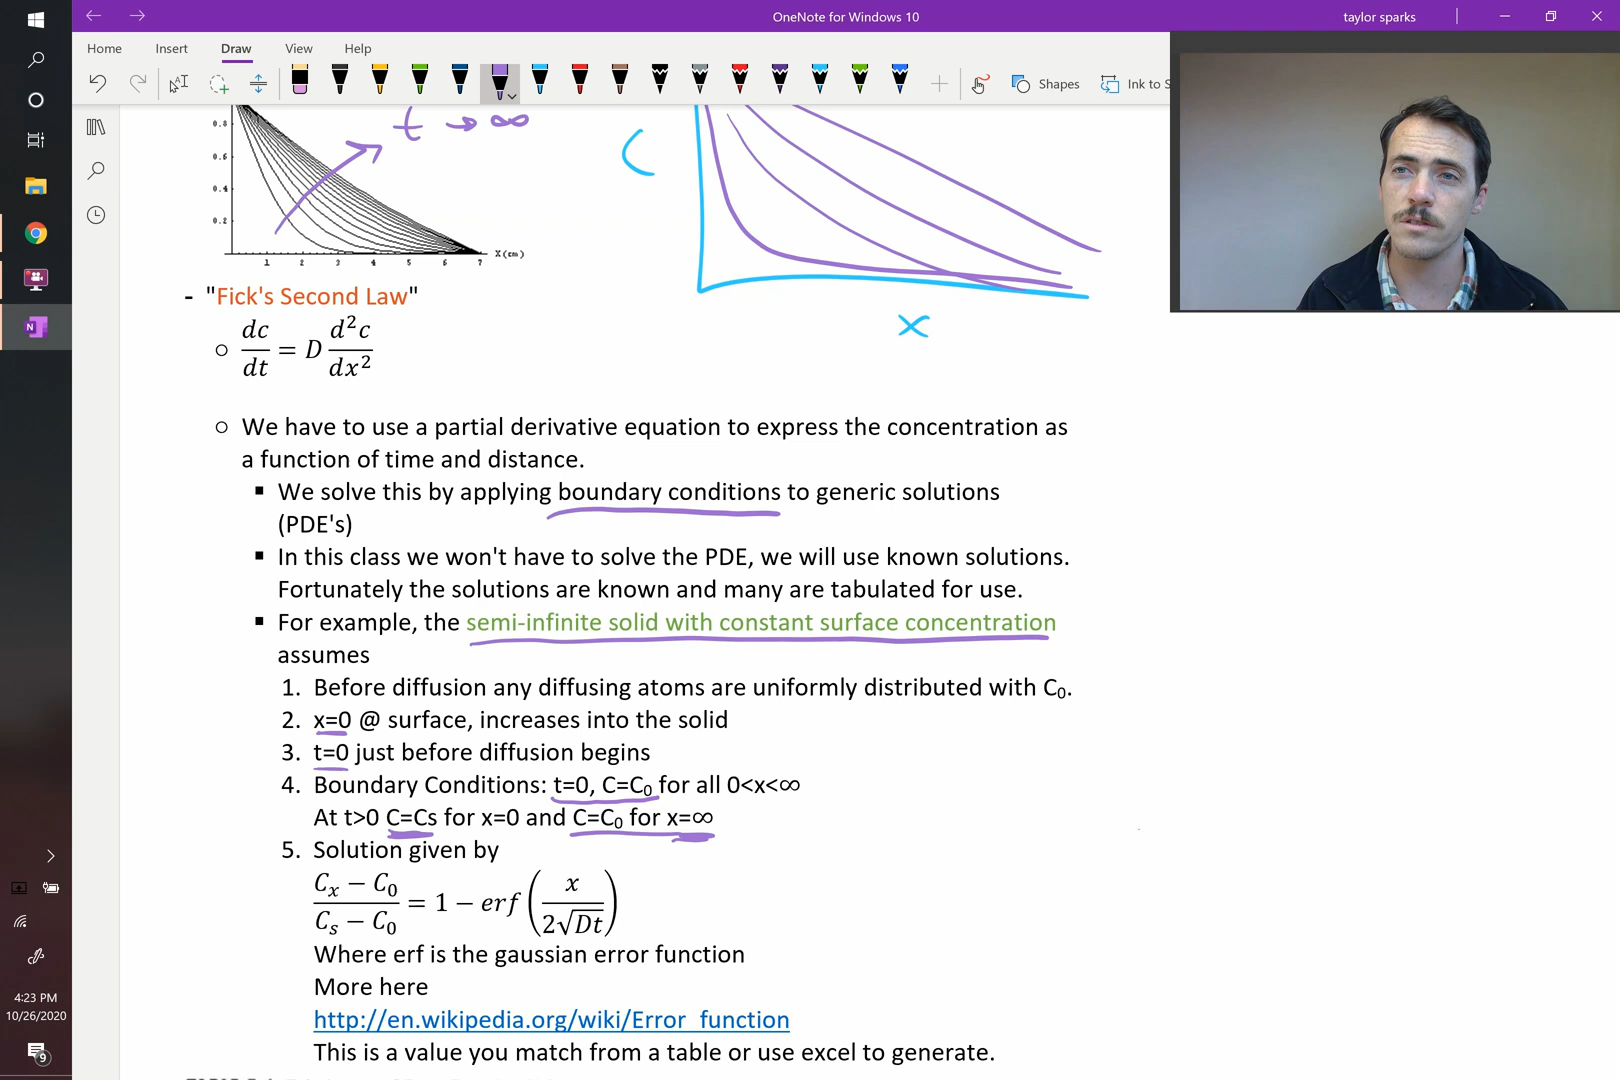 OneNote for Windows 10
taylor sparks
Home Insert Draw View Help
Shapes
Ink to S
t → ∞
0.8
0.6
0.4
0.2
1 2 3 4 5 6 7 X(cm)
C
x
- "Fick's Second Law"
dc/dt = D d²c/dx²
We have to use a partial derivative equation to express the concentration as
a function of time and distance.
We solve this by applying boundary conditions to generic solutions
(PDE's)
In this class we won't have to solve the PDE, we will use known solutions.
Fortunately the solutions are known and many are tabulated for use.
For example, the semi-infinite solid with constant surface concentration
assumes
1. Before diffusion any diffusing atoms are uniformly distributed with C₀.
2. x=0 @ surface, increases into the solid
3. t=0 just before diffusion begins
4. Boundary Conditions: t=0, C=C₀ for all 0<x<∞
At t>0 C=Cs for x=0 and C=C₀ for x=∞
5. Solution given by
(Cₓ − C₀)/(Cₛ − C₀) = 1 − erf(x/(2√Dt))
Where erf is the gaussian error function
More here
http://en.wikipedia.org/wiki/Error_function
This is a value you match from a table or use excel to generate.
4:23 PM
10/26/2020
9